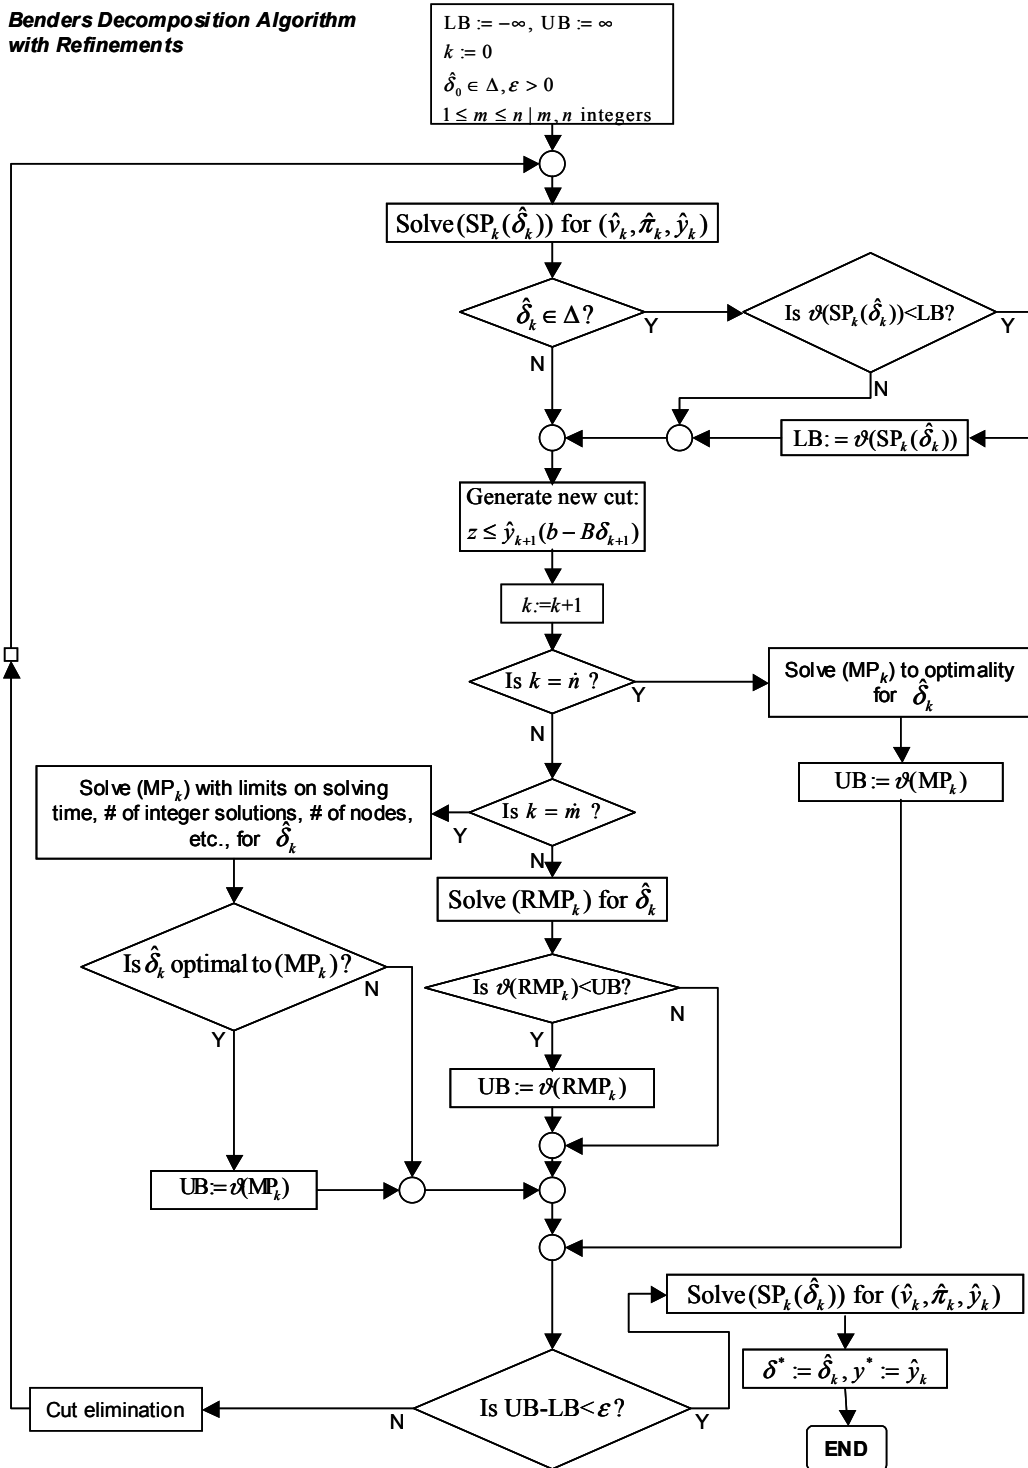 Benders Decomposition Algorithm
with Refinements
LB := −∞, UB := ∞
k := 0
δ̂₀ ∈ Δ, ε > 0
1 ≤ m ≤ n | m, n integers
Solve (SPₖ(δ̂ₖ)) for (v̂ₖ, π̂ₖ, ŷₖ)
δ̂ₖ ∈ Δ?
Y
N
Is ϑ(SPₖ(δ̂ₖ))<LB?
Y
N
LB: = ϑ(SPₖ(δ̂ₖ))
Generate new cut:
z ≤ ŷₖ₊₁(b − Bδₖ₊₁)
k:=k+1
Is k = ṅ ?
Y
N
Solve (MPₖ) to optimality
for δ̂ₖ
UB := ϑ(MPₖ)
Is k = ṁ ?
Y
N
Solve (MPₖ) with limits on solving
time, # of integer solutions, # of nodes,
etc., for δ̂ₖ
Solve (RMPₖ) for δ̂ₖ
Is δ̂ₖ optimal to (MPₖ)?
N
Y
Is ϑ(RMPₖ)<UB?
N
Y
UB := ϑ(RMPₖ)
UB:=ϑ(MPₖ)
Is UB-LB<ε?
N
Y
Cut elimination
Solve (SPₖ(δ̂ₖ)) for (v̂ₖ, π̂ₖ, ŷₖ)
δ* := δ̂ₖ, y* := ŷₖ
END